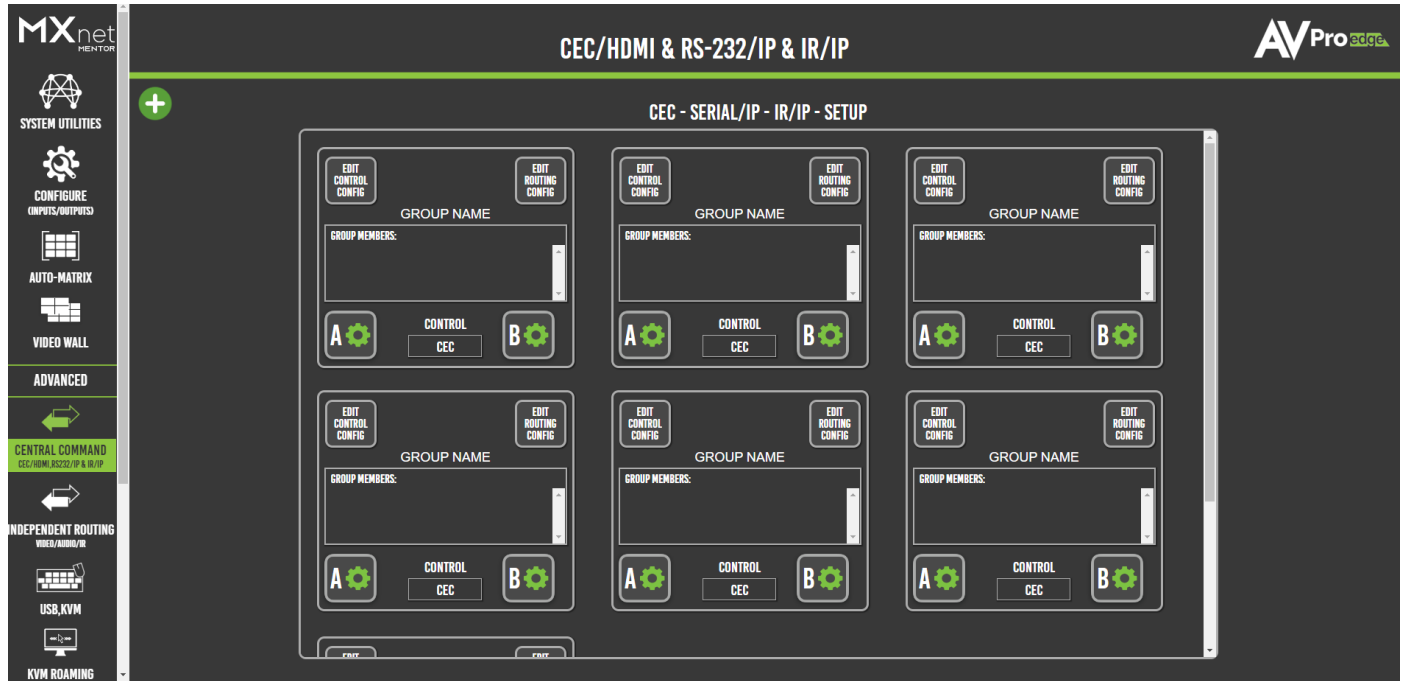 MXnet
MENTOR
CEC/HDMI & RS-232/IP & IR/IP
AVPro edge
SYSTEM UTILITIES
CONFIGURE
(INPUTS/OUTPUTS)
AUTO-MATRIX
VIDEO WALL
ADVANCED
CENTRAL COMMAND
CEC/HDMI,RS232/IP & IR/IP
INDEPENDENT ROUTING
VIDEO/AUDIO/IR
USB,KVM
KVM ROAMING
CEC - SERIAL/IP - IR/IP - SETUP
EDIT
CONTROL
CONFIG
EDIT
ROUTING
CONFIG
GROUP NAME
GROUP MEMBERS:
A
CONTROL
CEC
B
EDIT
CONTROL
CONFIG
EDIT
ROUTING
CONFIG
GROUP NAME
GROUP MEMBERS:
A
CONTROL
CEC
B
EDIT
CONTROL
CONFIG
EDIT
ROUTING
CONFIG
GROUP NAME
GROUP MEMBERS:
A
CONTROL
CEC
B
EDIT
CONTROL
CONFIG
EDIT
ROUTING
CONFIG
GROUP NAME
GROUP MEMBERS:
A
CONTROL
CEC
B
EDIT
CONTROL
CONFIG
EDIT
ROUTING
CONFIG
GROUP NAME
GROUP MEMBERS:
A
CONTROL
CEC
B
EDIT
CONTROL
CONFIG
EDIT
ROUTING
CONFIG
GROUP NAME
GROUP MEMBERS:
A
CONTROL
CEC
B